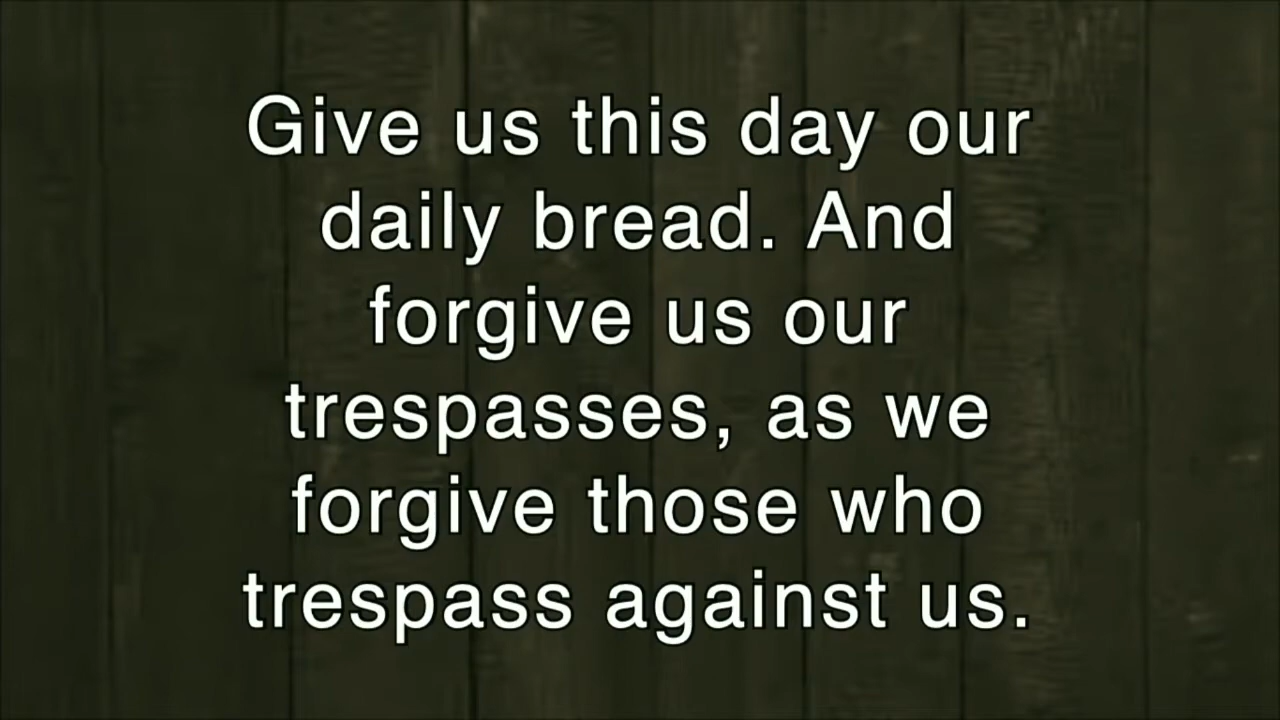 Give us this day our
daily bread. And
forgive us our
trespasses, as we
forgive those who
trespass against us.